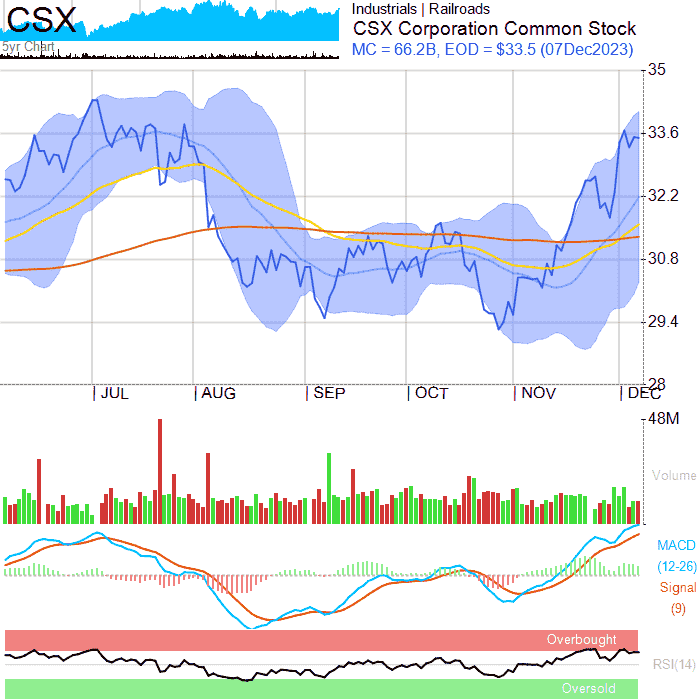 CSX
5yr Chart
Industrials | Railroads
CSX Corporation Common Stock
MC = 66.2B, EOD = $33.5 (07Dec2023)
35
33.6
32.2
30.8
29.4
28
JUL
AUG
SEP
OCT
NOV
DEC
48M
Volume
MACD
(12-26)
Signal
(9)
Overbought
RSI(14)
Oversold